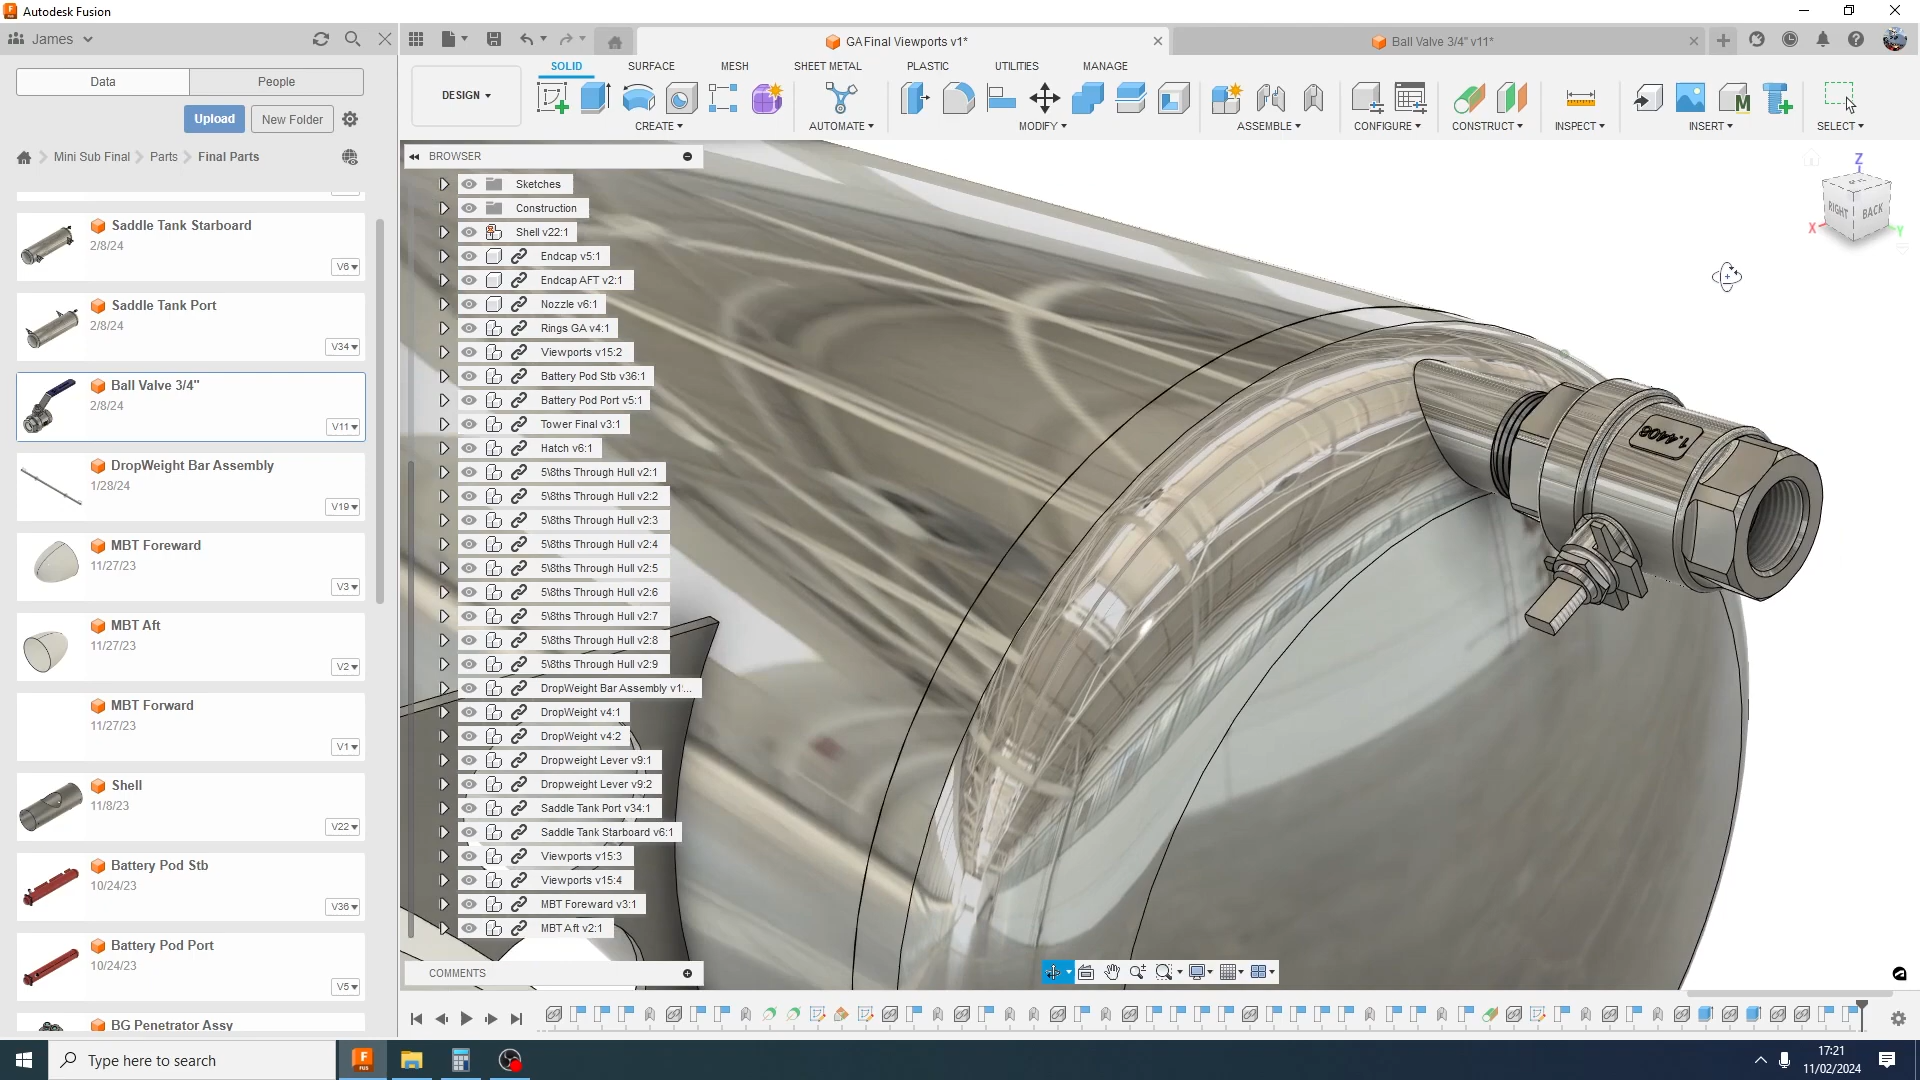 Autodesk Fusion
James
Data
People
Upload
New Folder
Mini Sub Final
Parts
Final Parts
Saddle Tank Starboard
2/8/24
V6
Saddle Tank Port
2/8/24
V34
Ball Valve 3/4"
2/8/24
V11
DropWeight Bar Assembly
1/28/24
V19
MBT Foreward
11/27/23
V3
MBT Aft
11/27/23
V2
MBT Forward
11/27/23
V1
Shell
11/8/23
V22
Battery Pod Stb
10/24/23
V36
Battery Pod Port
10/24/23
V5
BG Penetrator Assy
GA Final Viewports v1*
Ball Valve 3/4" v11*
DESIGN
SOLID
SURFACE
MESH
SHEET METAL
PLASTIC
UTILITIES
MANAGE
CREATE
AUTOMATE
MODIFY
ASSEMBLE
CONFIGURE
CONSTRUCT
INSPECT
INSERT
SELECT
BROWSER
Sketches
Construction
Shell v22:1
Endcap v5:1
Endcap AFT v2:1
Nozzle v6:1
Rings GA v4:1
Viewports v15:2
Battery Pod Stb v36:1
Battery Pod Port v5:1
Tower Final v3:1
Hatch v6:1
5\8ths Through Hull v2:1
5\8ths Through Hull v2:2
5\8ths Through Hull v2:3
5\8ths Through Hull v2:4
5\8ths Through Hull v2:5
5\8ths Through Hull v2:6
5\8ths Through Hull v2:7
5\8ths Through Hull v2:8
5\8ths Through Hull v2:9
DropWeight Bar Assembly v1:...
DropWeight v4:1
DropWeight v4:2
Dropweight Lever v9:1
Dropweight Lever v9:2
Saddle Tank Port v34:1
Saddle Tank Starboard v6:1
Viewports v15:3
Viewports v15:4
MBT Foreward v3:1
MBT Aft v2:1
COMMENTS
Z
RIGHT
BACK
X
Y
1.4408
Type here to search
FUS
17:21
11/02/2024